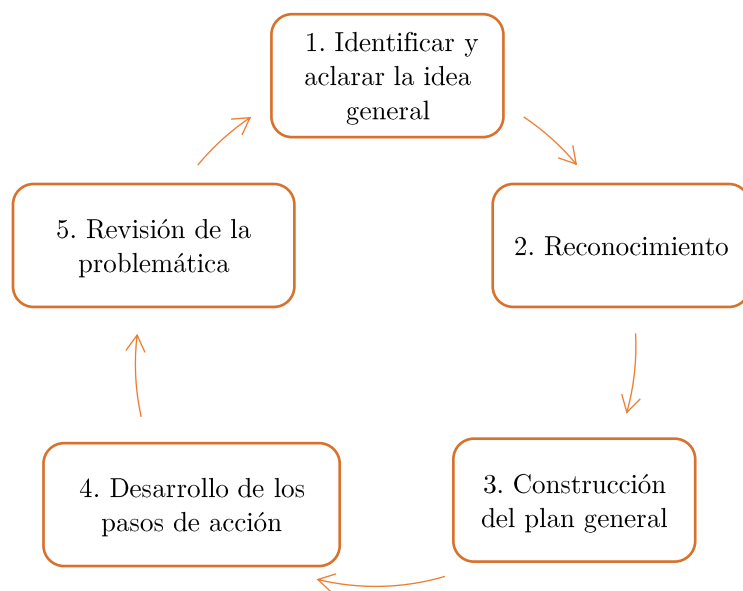 1. Identificar y
aclarar la idea
general
2. Reconocimiento
3. Construcción
del plan general
4. Desarrollo de los
pasos de acción
5. Revisión de la
problemática